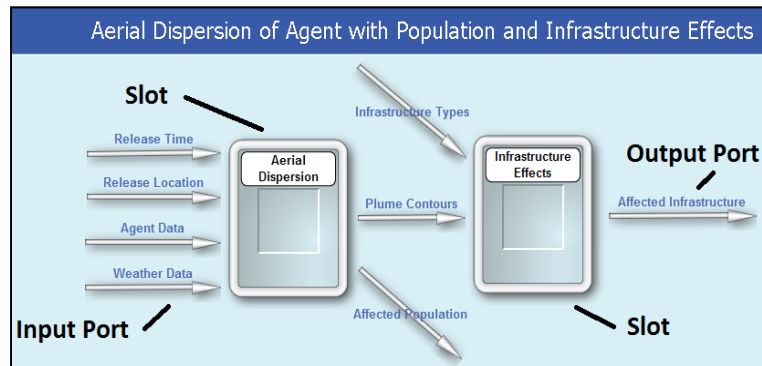 Aerial Dispersion of Agent with Population and Infrastructure Effects
Slot
Infrastructure Types
Release Time
Release Location
Agent Data
Weather Data
Input Port
Aerial
Dispersion
Plume Contours
Affected Population
Infrastructure
Effects
Output Port
Affected Infrastructure
Slot